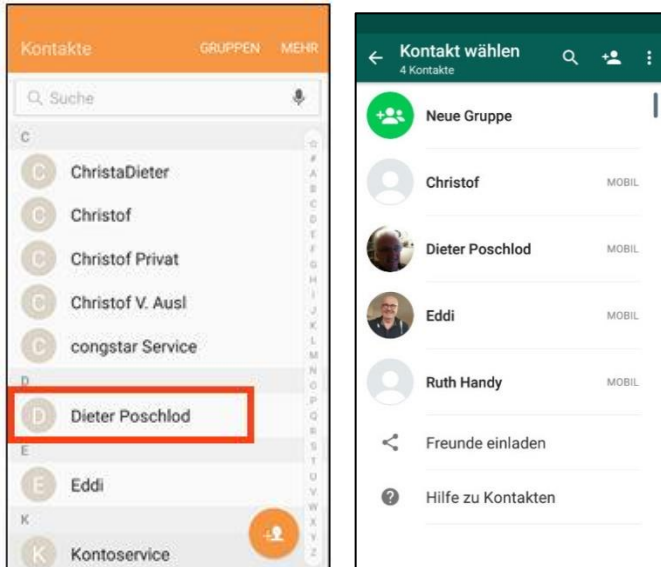 Kontakte GRUPPEN MEHR
Suche
C
C ChristaDieter
C Christof
C Christof Privat
C Christof V. Ausl
C congstar Service
D
D Dieter Poschlod
E
E Eddi
K
K Kontoservice
#
A
B
C
D
E
F
G
H
I
J
K
L
M
N
O
P
Q
R
S
T
U
V
W
X
Y
Z
Kontakt wählen
4 Kontakte
Neue Gruppe
Christof MOBIL
Dieter Poschlod MOBIL
Eddi MOBIL
Ruth Handy MOBIL
Freunde einladen
Hilfe zu Kontakten